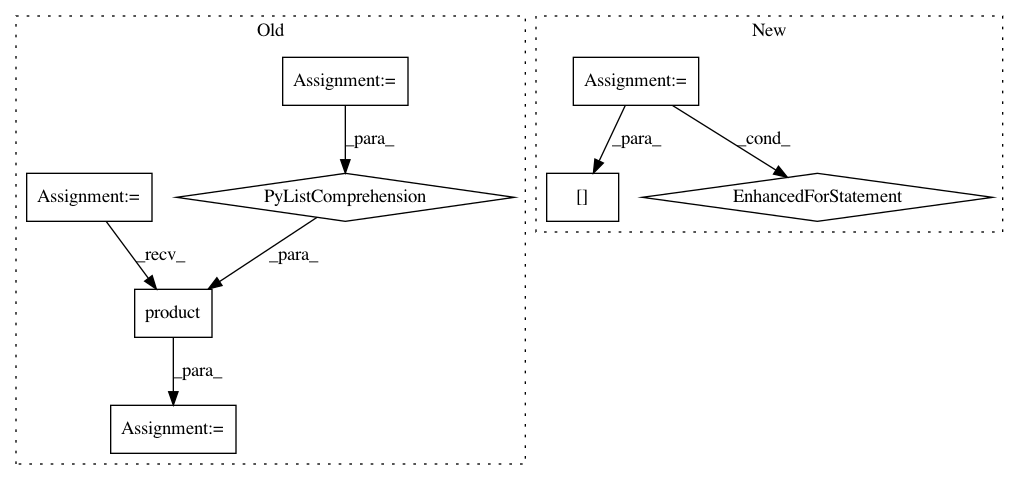 Old
New
Assignment:=
Assignment:=
_para_
_para_
_cond_
Assignment:=
PyListComprehension
[]
EnhancedForStatement
_recv_
_para_
product
_para_
Assignment:=